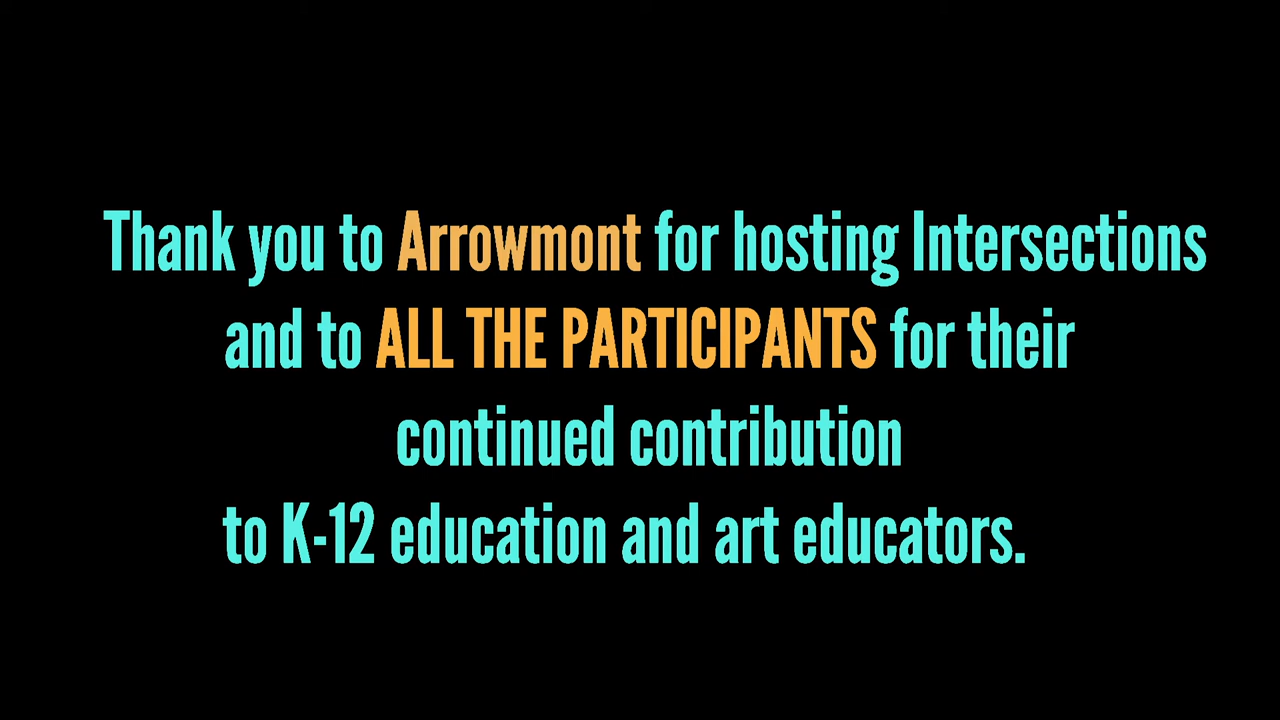 Thank you to Arrowmont for hosting Intersections
and to ALL THE PARTICIPANTS for their
continued contribution
to K-12 education and art educators.